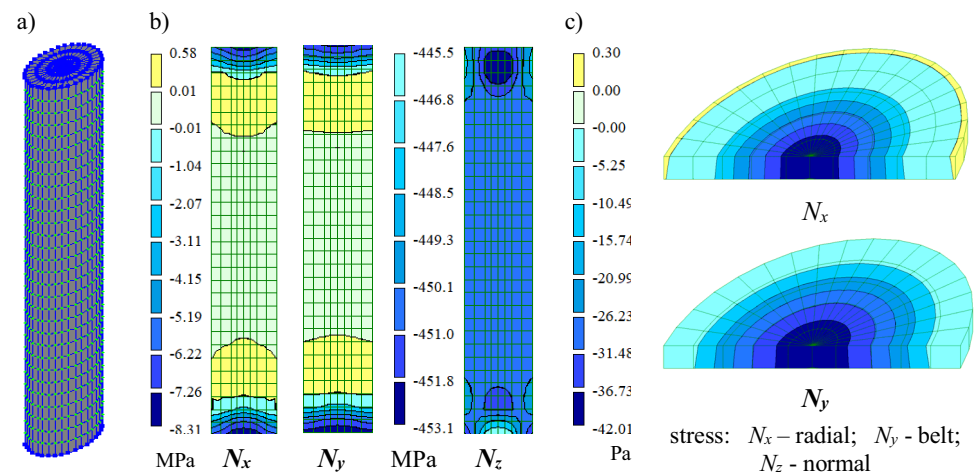 a)
b)
c)
0.58
0.01
-0.01
-1.04
-2.07
-3.11
-4.15
-5.19
-6.22
-7.26
-8.31
MPa
Nx
Ny
-445.5
-446.8
-447.6
-448.5
-449.3
-450.1
-451.0
-451.8
-453.1
MPa
Nz
0.30
0.00
-0.00
-5.25
-10.49
-15.74
-20.99
-26.23
-31.48
-36.73
-42.01
Pa
Nx
Ny
stress: Nx – radial; Ny - belt;
Nz - normal